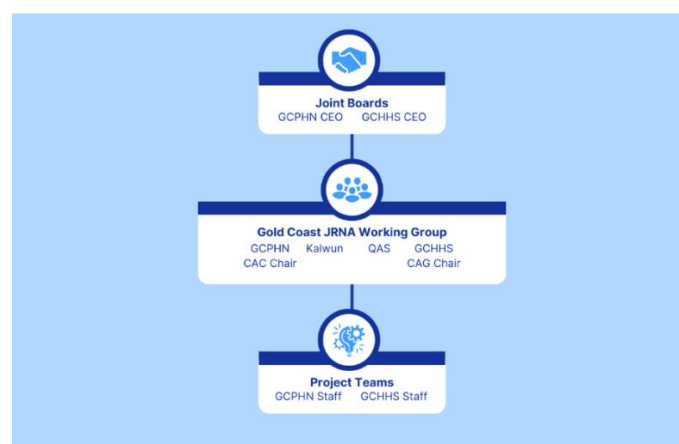 Joint Boards
GCPHN CEO GCHHS CEO
Gold Coast JRNA Working Group
GCPHN Kalwun QAS GCHHS
CAC Chair CAG Chair
Project Teams
GCPHN Staff GCHHS Staff